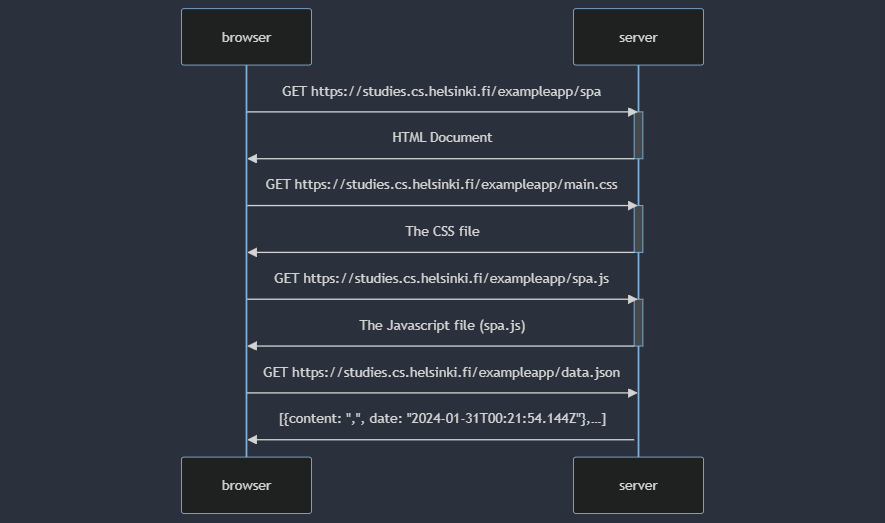 browser
server
GET https://studies.cs.helsinki.fi/exampleapp/spa
HTML Document
GET https://studies.cs.helsinki.fi/exampleapp/main.css
The CSS file
GET https://studies.cs.helsinki.fi/exampleapp/spa.js
The Javascript file (spa.js)
GET https://studies.cs.helsinki.fi/exampleapp/data.json
[{content: ",", date: "2024-01-31T00:21:54.144Z"},...]
browser
server